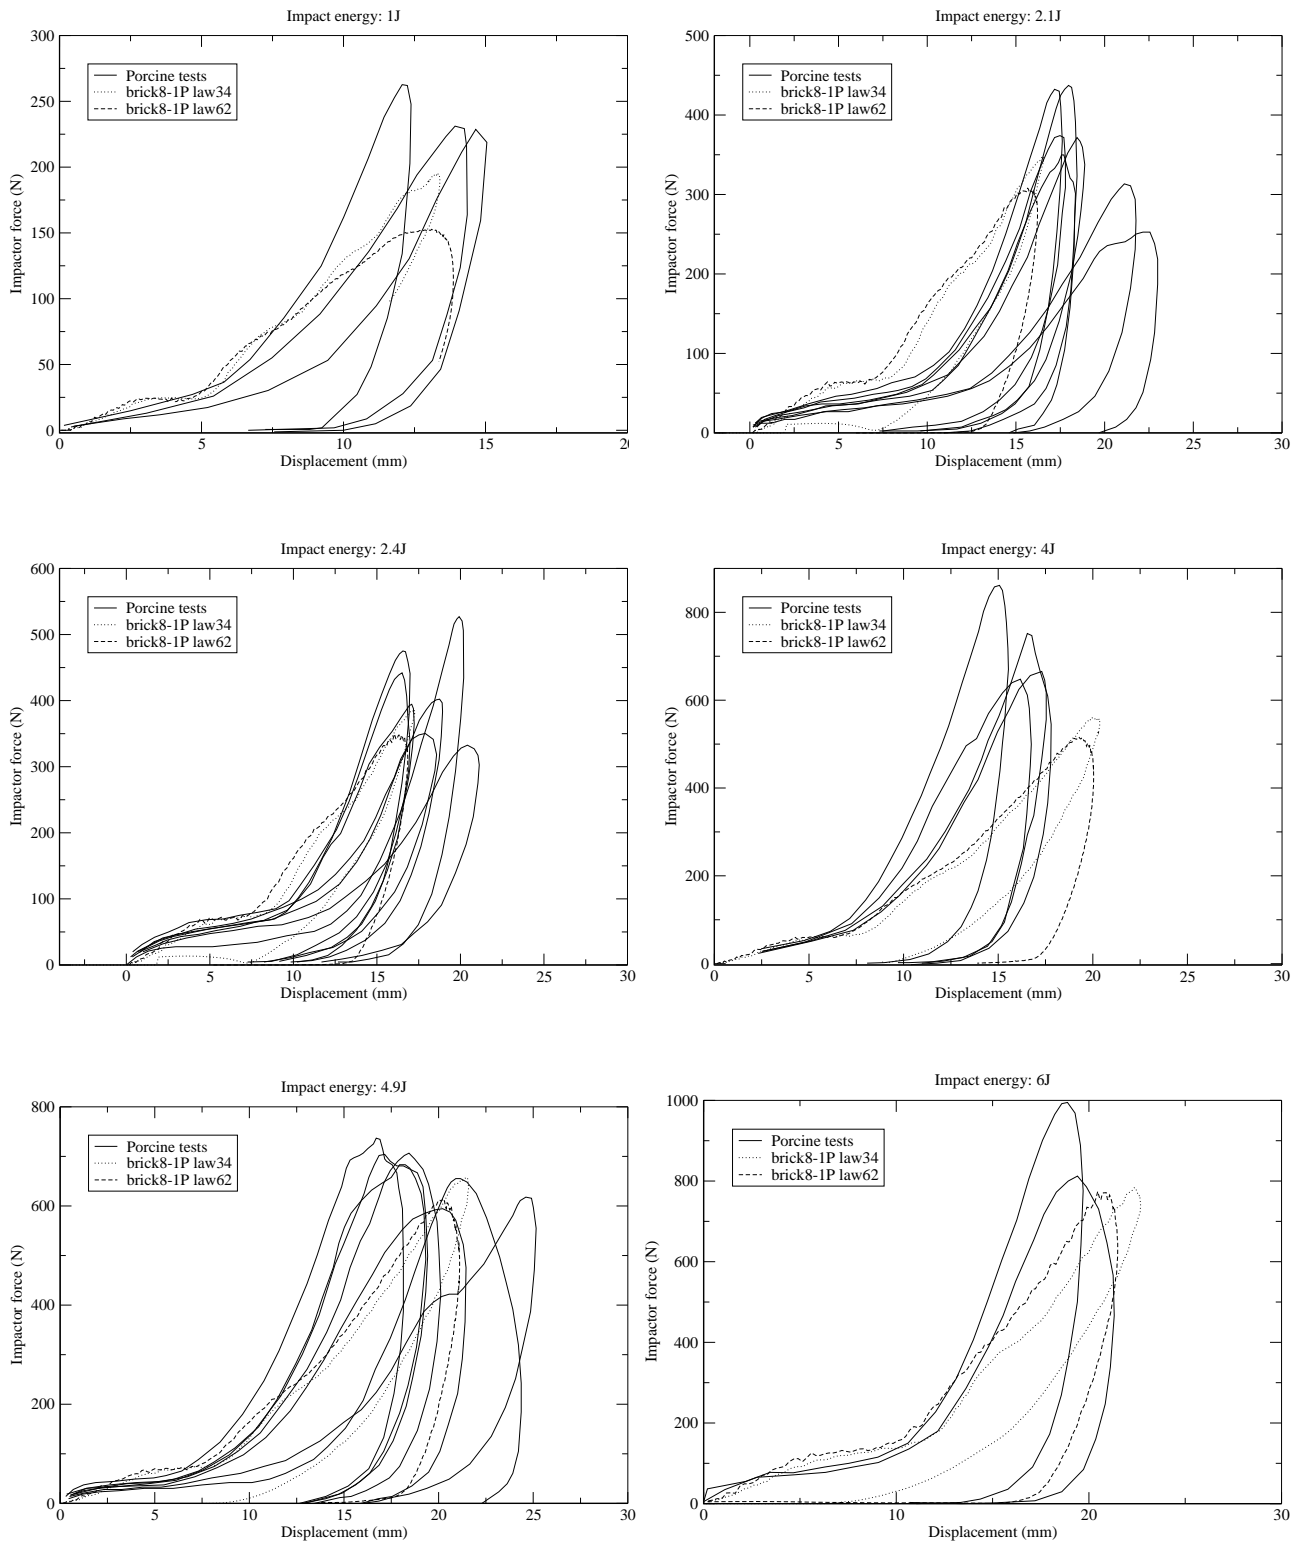 Impact energy: 1J
300
250
200
150
100
50
0
Impactor force (N)
Porcine tests
brick8-1P law34
brick8-1P law62
0 5 10 15 2
Displacement (mm)
Impact energy: 2.1J
500
400
300
200
100
0
Impactor force (N)
Porcine tests
brick8-1P law34
brick8-1P law62
0 5 10 15 20 25 30
Displacement (mm)
Impact energy: 2.4J
600
500
400
300
200
100
0
Impactor force (N)
Porcine tests
brick8-1P law34
brick8-1P law62
0 5 10 15 20 25 30
Displacement (mm)
Impact energy: 4J
800
600
400
200
0
Impactor force (N)
Porcine tests
brick8-1P law34
brick8-1P law62
0 5 10 15 20 25 30
Displacement (mm)
Impact energy: 4.9J
800
600
400
200
0
Impactor force (N)
Porcine tests
brick8-1P law34
brick8-1P law62
0 5 10 15 20 25 30
Displacement (mm)
Impact energy: 6J
1000
800
600
400
200
0
Impactor force (N)
Porcine tests
brick8-1P law34
brick8-1P law62
0 10 20 30
Displacement (mm)